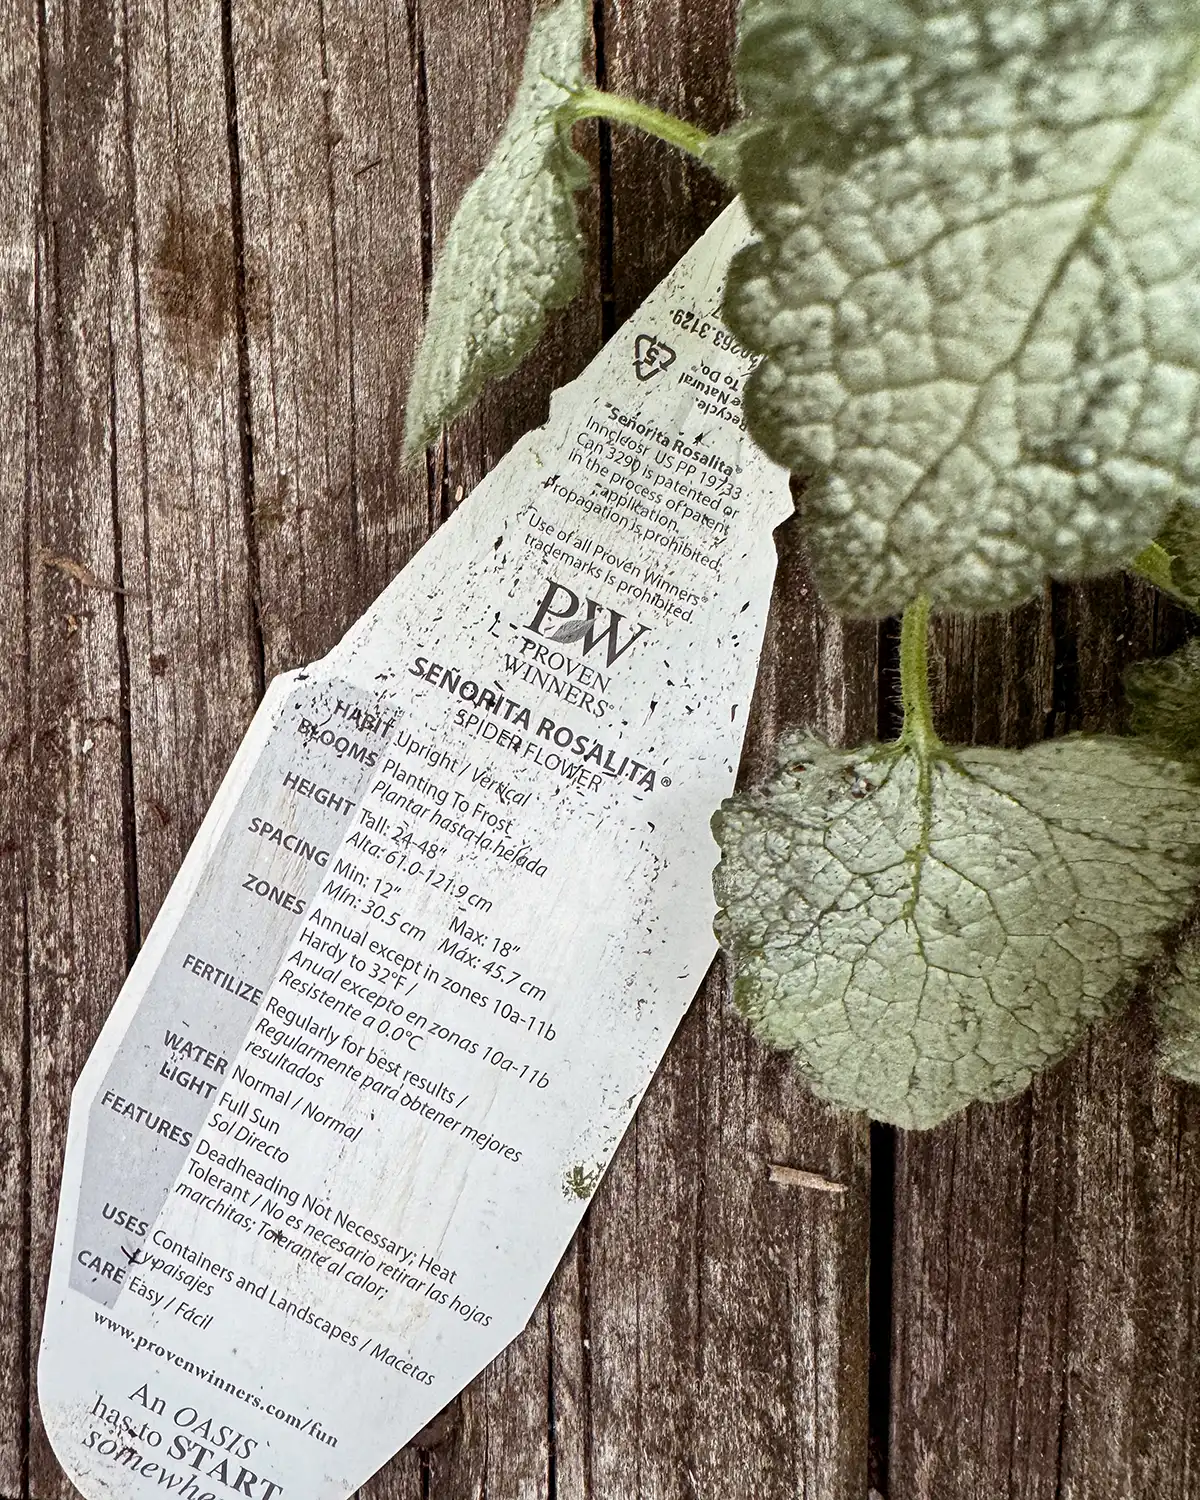 20263.3129
To Do.™
e Natural
Recycle.
5
"Señorita Rosalita®
Inncleosr US PP 19733
Can 3290 is patented or
in the process of patent
application.
Propagation is prohibited.
"Use of all Proven Winners®
trademarks is prohibited.
PW
PROVEN
WINNERS®
SEÑORITA ROSALITA®
SPIDER FLOWER
HABIT Upright / Vertical
BLOOMS Planting To Frost
Plantar hasta la helada
HEIGHT Tall: 24-48"
Alta: 61.0-121.9 cm
SPACING Min: 12" Max: 18"
Mín: 30.5 cm Máx: 45.7 cm
ZONES Annual except in zones 10a-11b
Hardy to 32°F /
Anual excepto en zonas 10a-11b
Resistente a 0.0°C
FERTILIZE Regularly for best results /
Regularmente para obtener mejores
resultados
WATER Normal / Normal
LIGHT Full Sun
Sol Directo
FEATURES Deadheading Not Necessary; Heat
Tolerant / No es necesario retirar las hojas
marchitas; Tolerante al calor;
USES Containers and Landscapes / Macetas
y paisajes
CARE Easy / Fácil
www.provenwinners.com/fun
An OASIS
has to START
somewhe